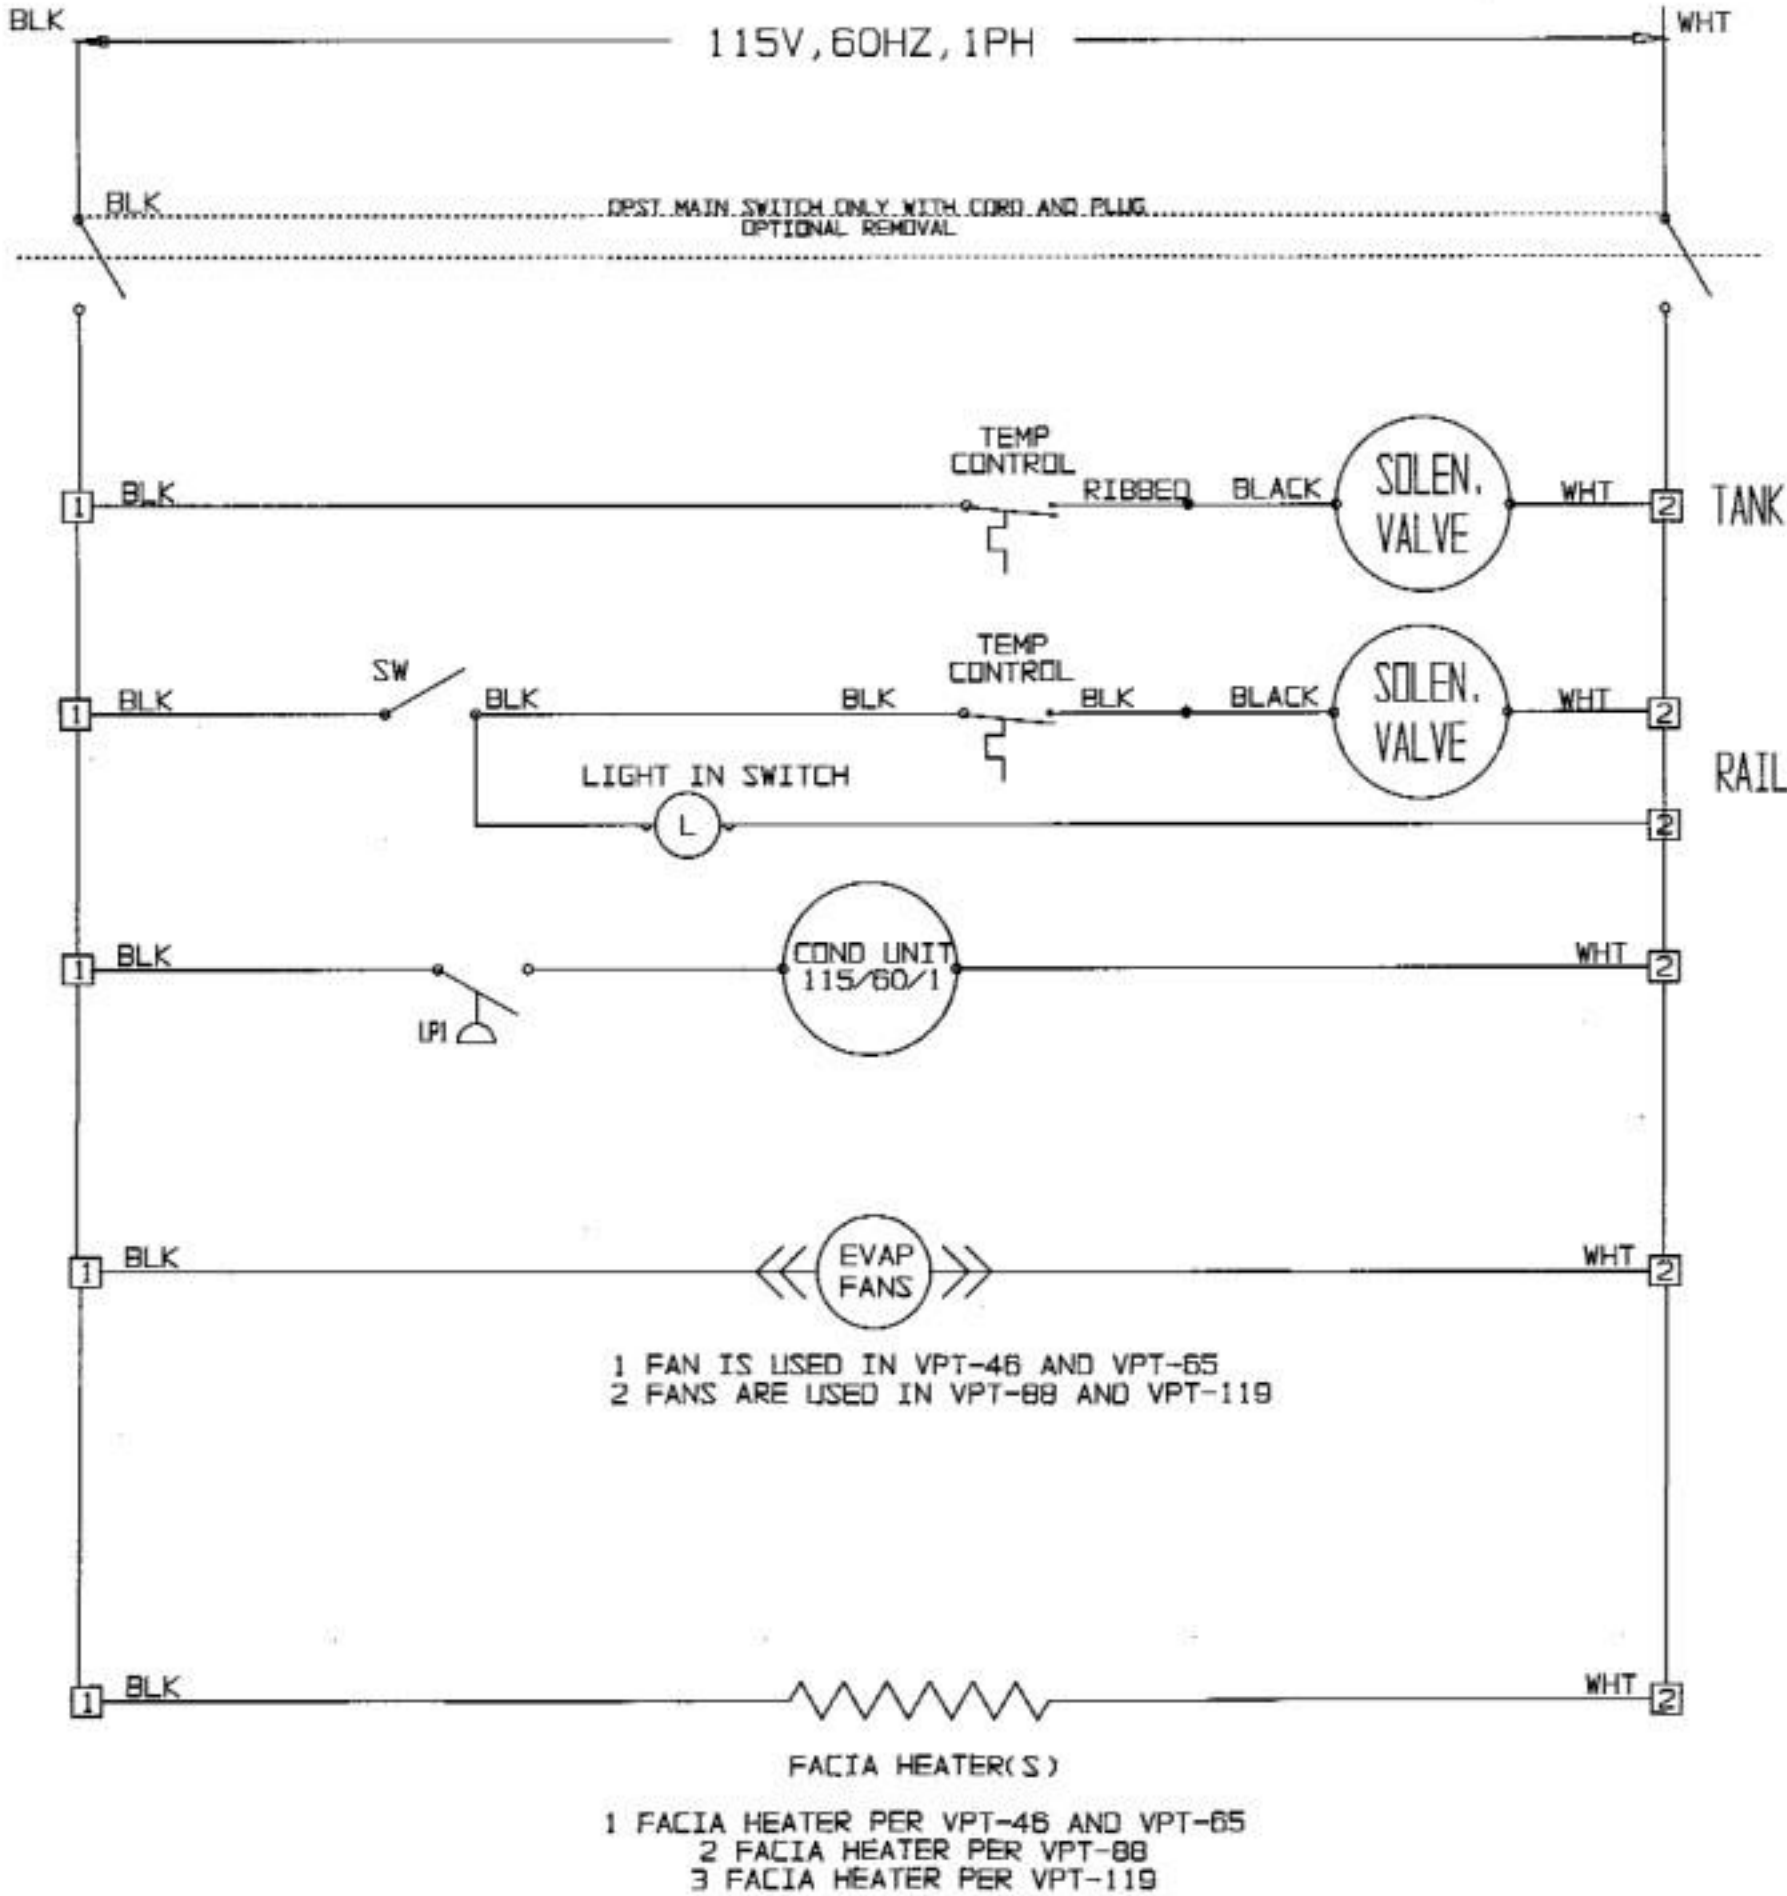 BLK
115V,60HZ,1PH
WHT
BLK
DPST MAIN SWITCH ONLY WITH CORD AND PLUG
OPTIONAL REMOVAL
TEMP
CONTROL
1
BLK
RIBBED
BLACK
SOLEN.
VALVE
WHT
2
TANK
SW
TEMP
CONTROL
1
BLK
BLK
BLK
BLK
BLACK
SOLEN.
VALVE
WHT
2
RAIL
LIGHT IN SWITCH
L
2
1
BLK
LP1
COND UNIT
115/60/1
WHT
2
1
BLK
EVAP
FANS
WHT
2
1 FAN IS USED IN VPT-46 AND VPT-65
2 FANS ARE USED IN VPT-88 AND VPT-119
1
BLK
WHT
2
FACIA HEATER(S)
1 FACIA HEATER PER VPT-46 AND VPT-65
2 FACIA HEATER PER VPT-88
3 FACIA HEATER PER VPT-119